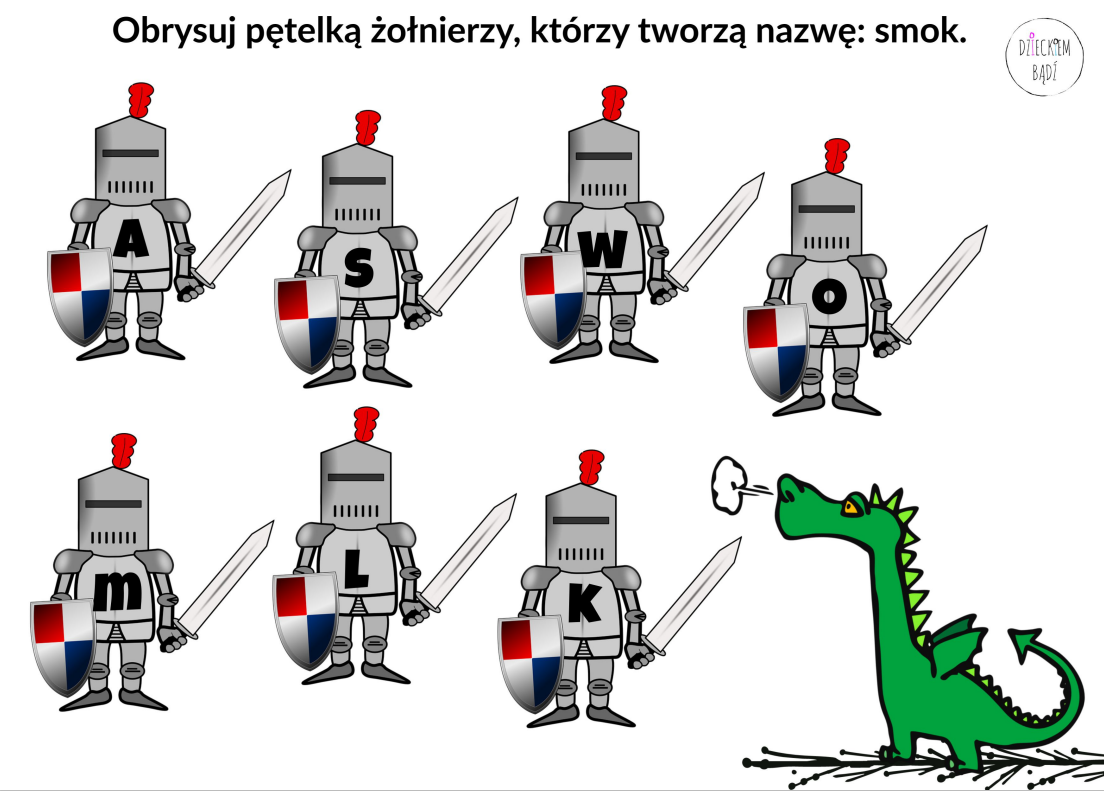 Obrysuj pętelką żołnierzy, którzy tworzą nazwę: smok.
DZIECKIEM
BĄDŹ
A
S
W
O
m
L
K